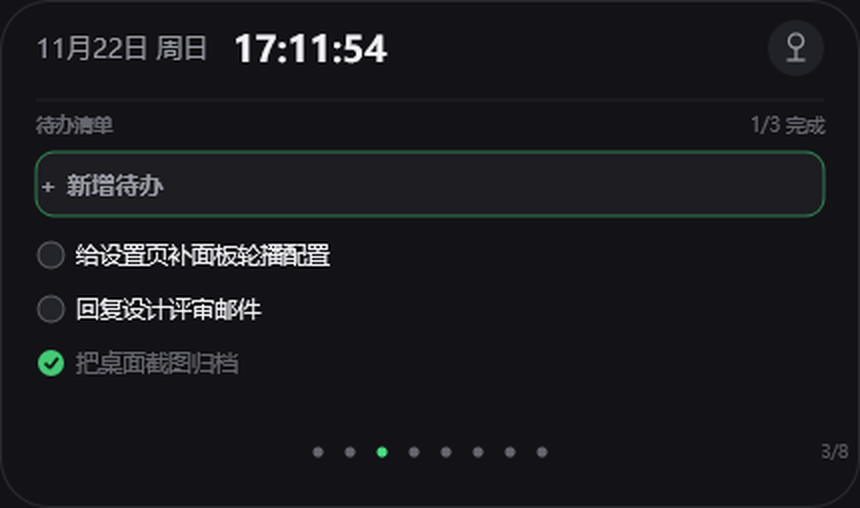 11月22日 周日 17:11:54
待办清单 1/3 完成
+ 新增待办
给设置页补面板轮播配置
回复设计评审邮件
把桌面截图归档
3/8